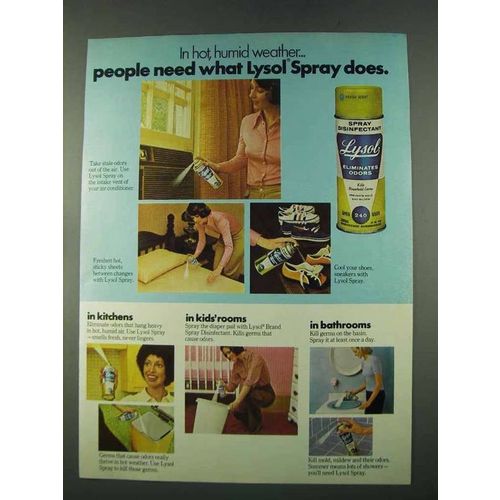 In hot, humid weather...
people need what Lysol® Spray does.
Take stale odors
out of the air. Use
Lysol Spray on
the intake vent of
your air conditioner.
SPRAY
DISINFECTANT
Lysol
ELIMINATES
ODORS
Kills
Household Germs
240
Freshen hot,
sticky sheets
between changes
with Lysol Spray.
Cool your shoes,
sneakers with
Lysol Spray.
in kitchens
Eliminate odors that hang heavy
in hot, humid air. Use Lysol Spray
– smells fresh, never lingers.
Germs that cause odors really
thrive in hot weather. Use Lysol
Spray to kill those germs.
in kids' rooms
Spray the diaper pail with Lysol® Brand
Spray Disinfectant. Kills germs that
cause odors.
in bathrooms
Kill germs on the basin.
Spray it at least once a day.
Kill mold, mildew and their odors.
Summer means lots of showers –
you'll need Lysol Spray.